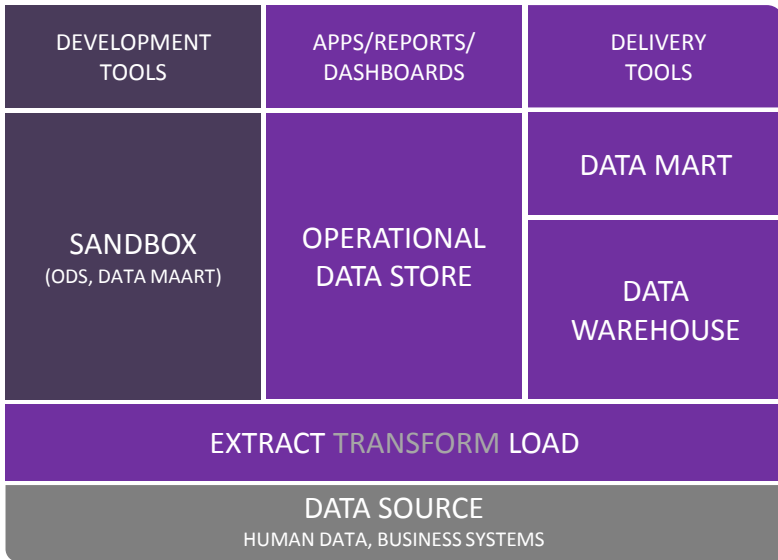 DEVELOPMENT
TOOLS
APPS/REPORTS/
DASHBOARDS
DELIVERY
TOOLS
SANDBOX
(ODS, DATA MAART)
OPERATIONAL
DATA STORE
DATA MART
DATA
WAREHOUSE
EXTRACT TRANSFORM LOAD
DATA SOURCE
HUMAN DATA, BUSINESS SYSTEMS